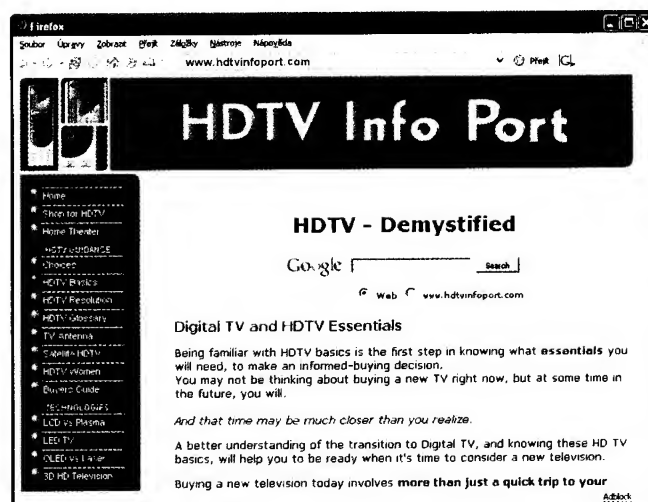 Firefox
Soubor Úpravy Zobrazit Přejít Záložky Nástroje Nápověda
www.hdtvinfoport.com Přejít
HDTV Info Port
Home
Shop for HDTV
Home Theater
HDTV GUIDANCE
Choices
HDTV Basics
HDTV Resolution
HDTV Glossary
TV Antenna
Satellite HDTV
HDTV Women
Buyers Guide
TECHNOLOGIES
LCD vs Plasma
LED TV
OLED vs Laser
3D HD Television
HDTV - Demystified
Google Search
Web www.hdtvinfoport.com
Digital TV and HDTV Essentials
Being familiar with HDTV basics is the first step in knowing what essentials you
will need, to make an informed-buying decision.
You may not be thinking about buying a new TV right now, but at some time in
the future, you will.
And that time may be much closer than you realize.
A better understanding of the transition to Digital TV, and knowing these HD TV
basics, will help you to be ready when it's time to consider a new television.
Buying a new television today involves more than just a quick trip to your
Adblock